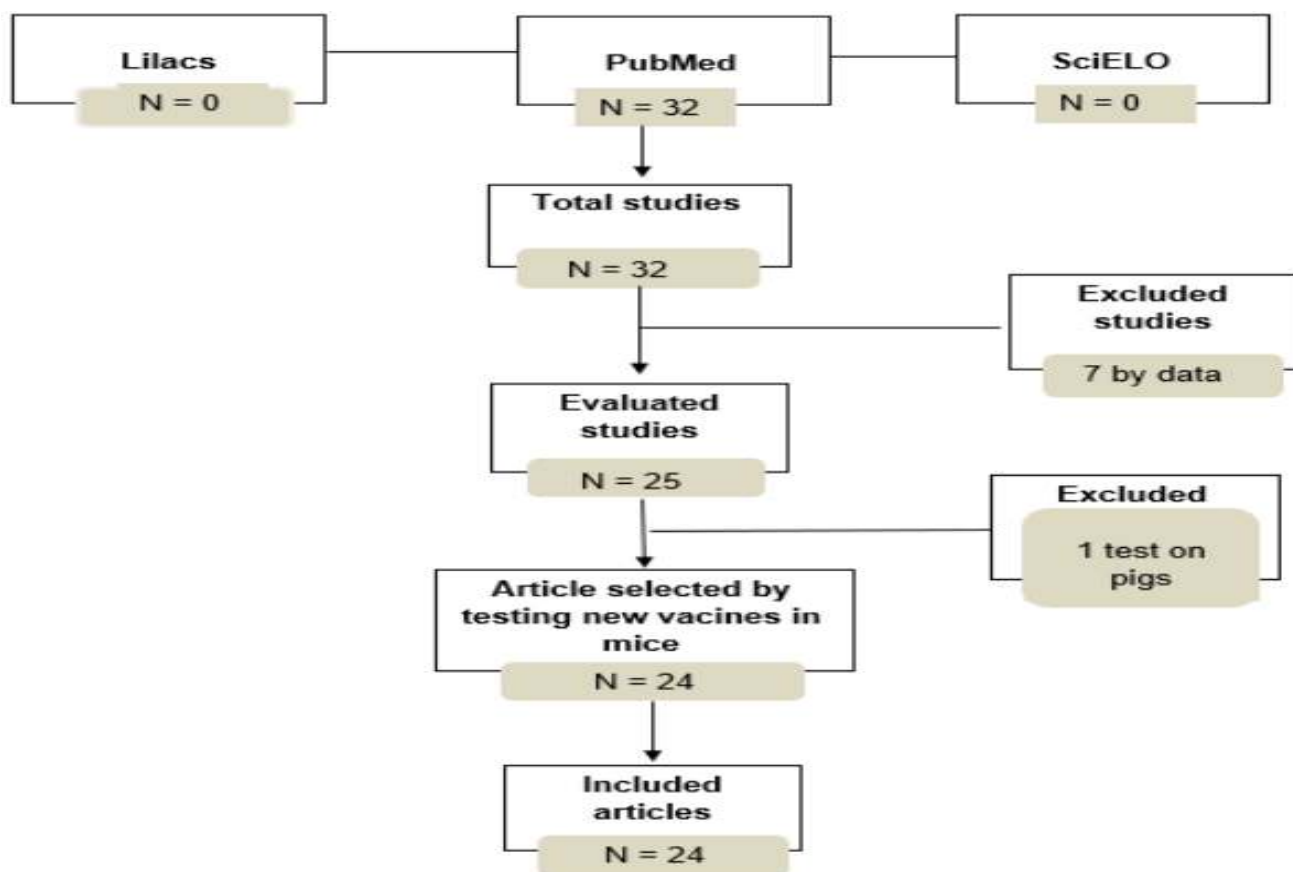 Lilacs
N = 0
PubMed
N = 32
SciELO
N = 0
Total studies
N = 32
Excluded
studies
7 by data
Evaluated
studies
N = 25
Excluded
1 test on
pigs
Article selected by
testing new vacines in
mice
N = 24
Included
articles
N = 24